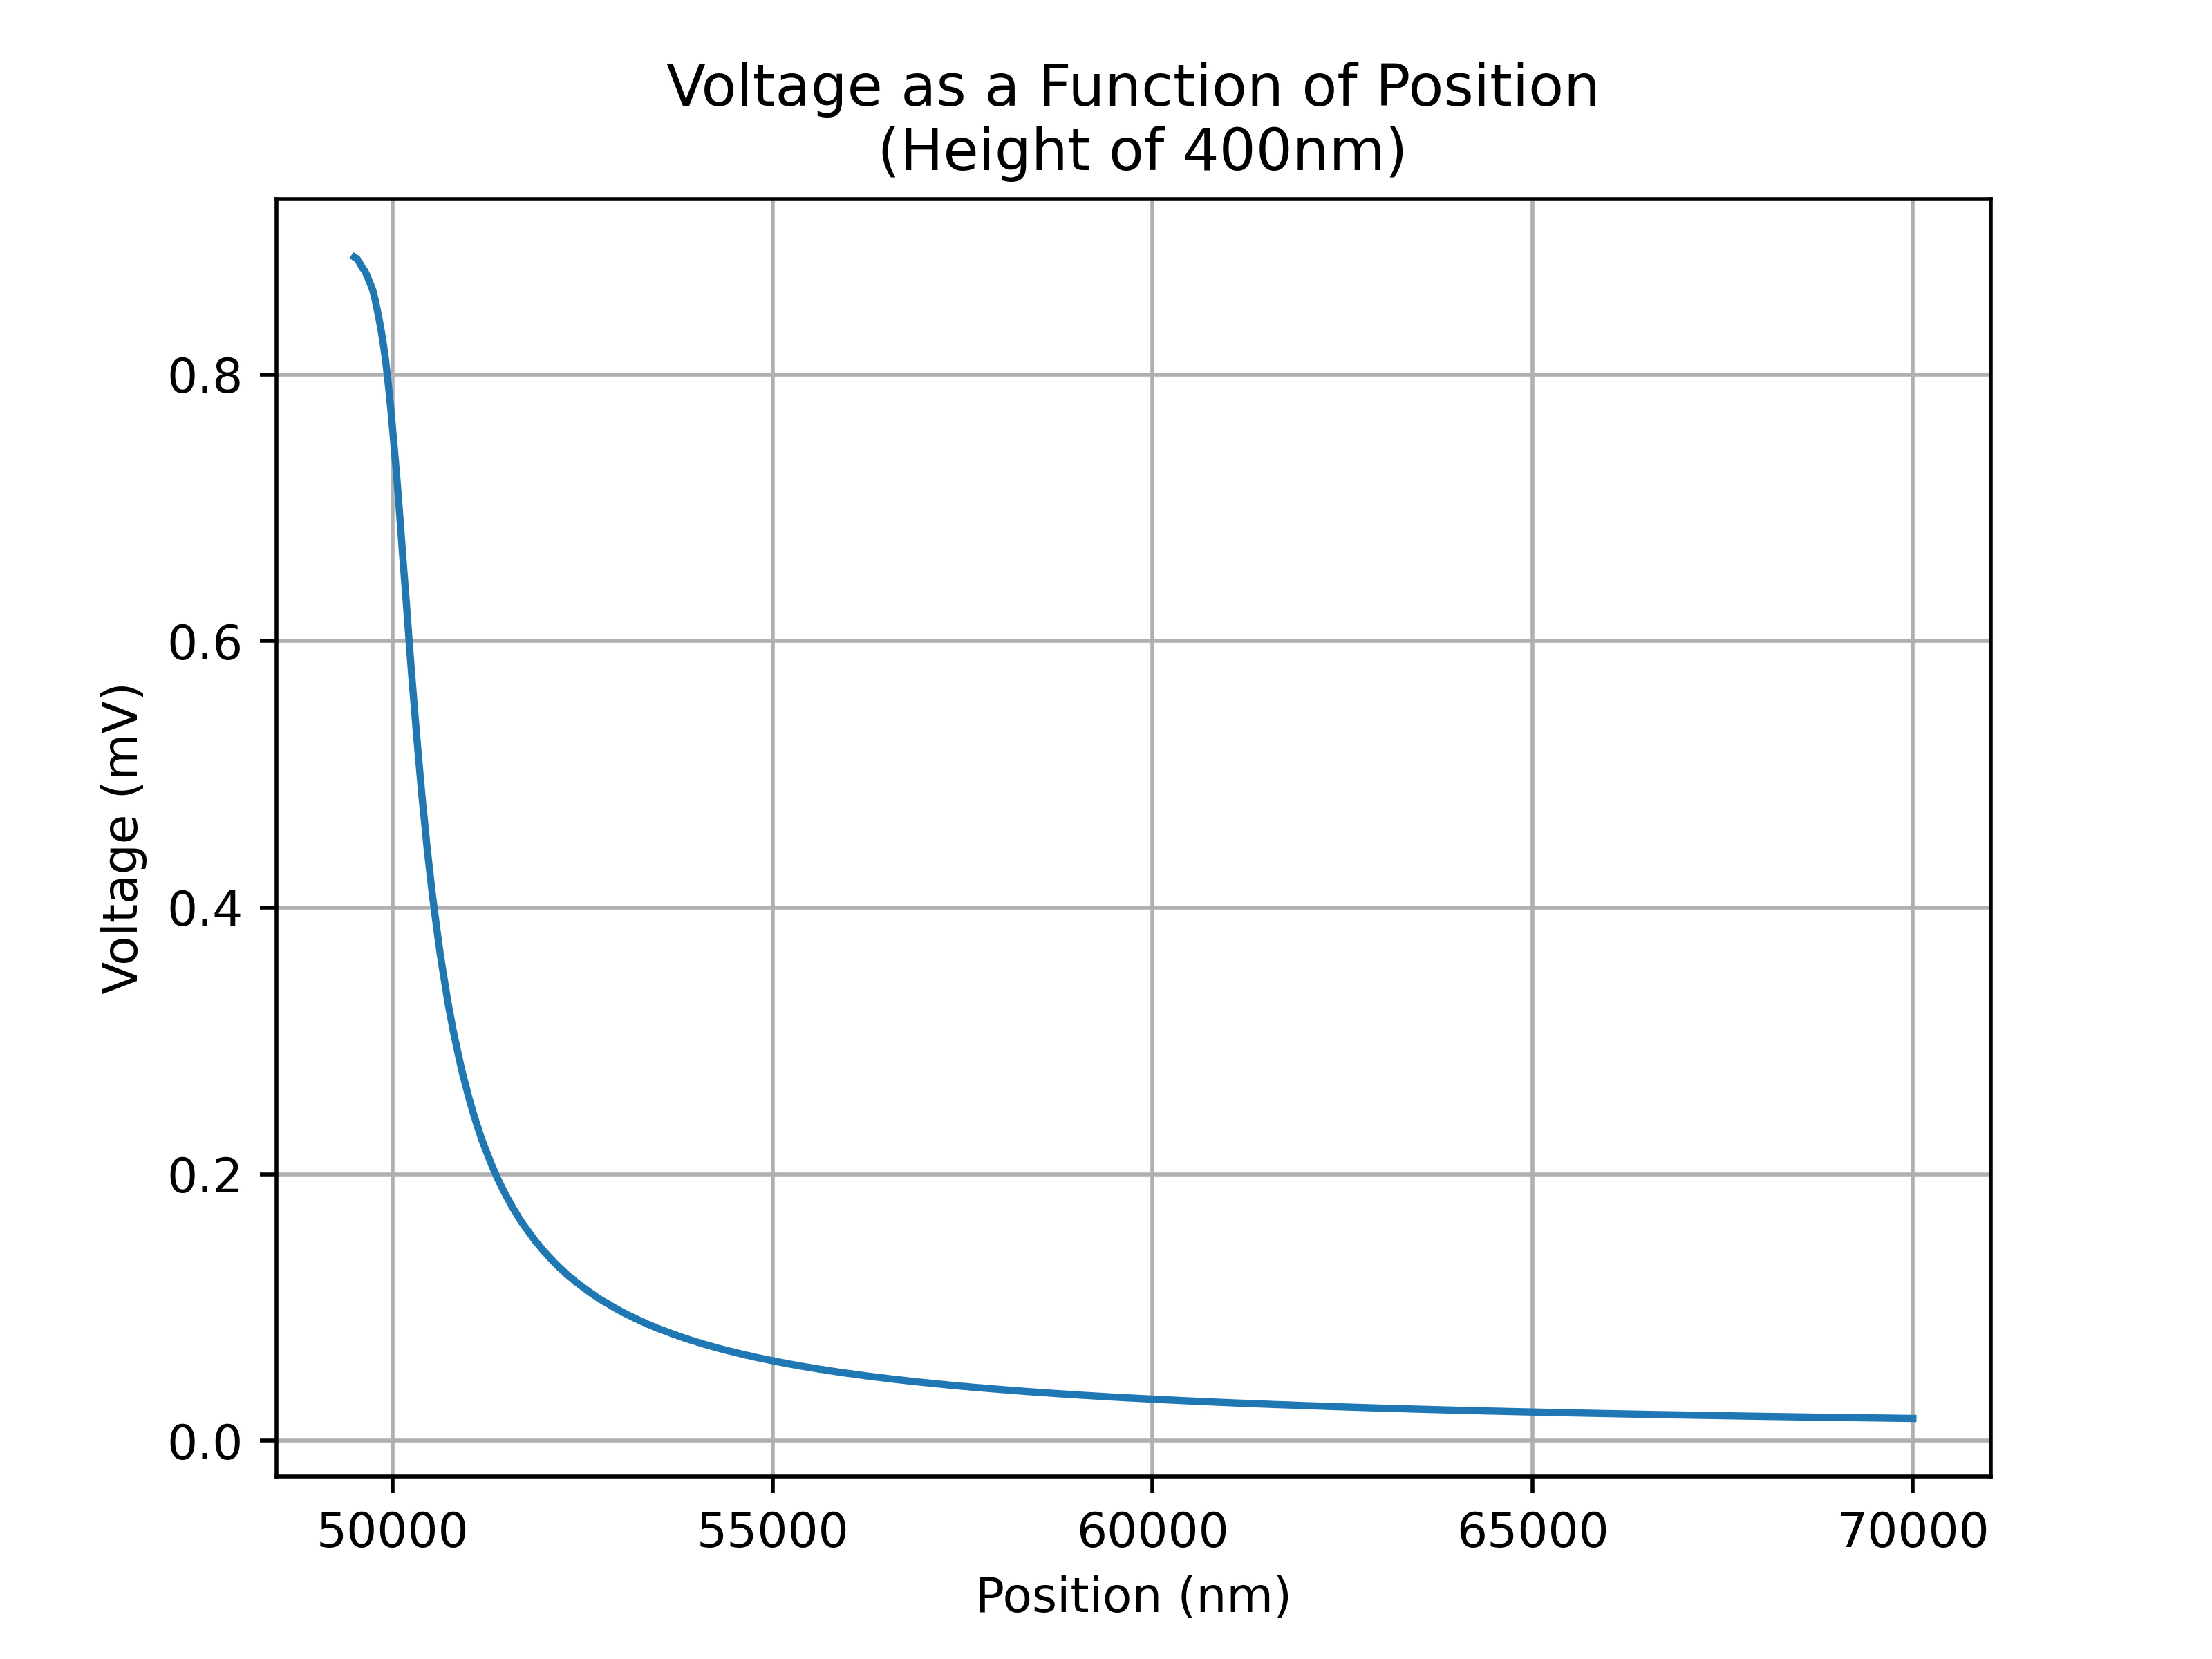 Voltage as a Function of Position
(Height of 400nm)
0.8
0.6
0.4
0.2
0.0
Voltage (mV)
50000 55000 60000 65000 70000
Position (nm)